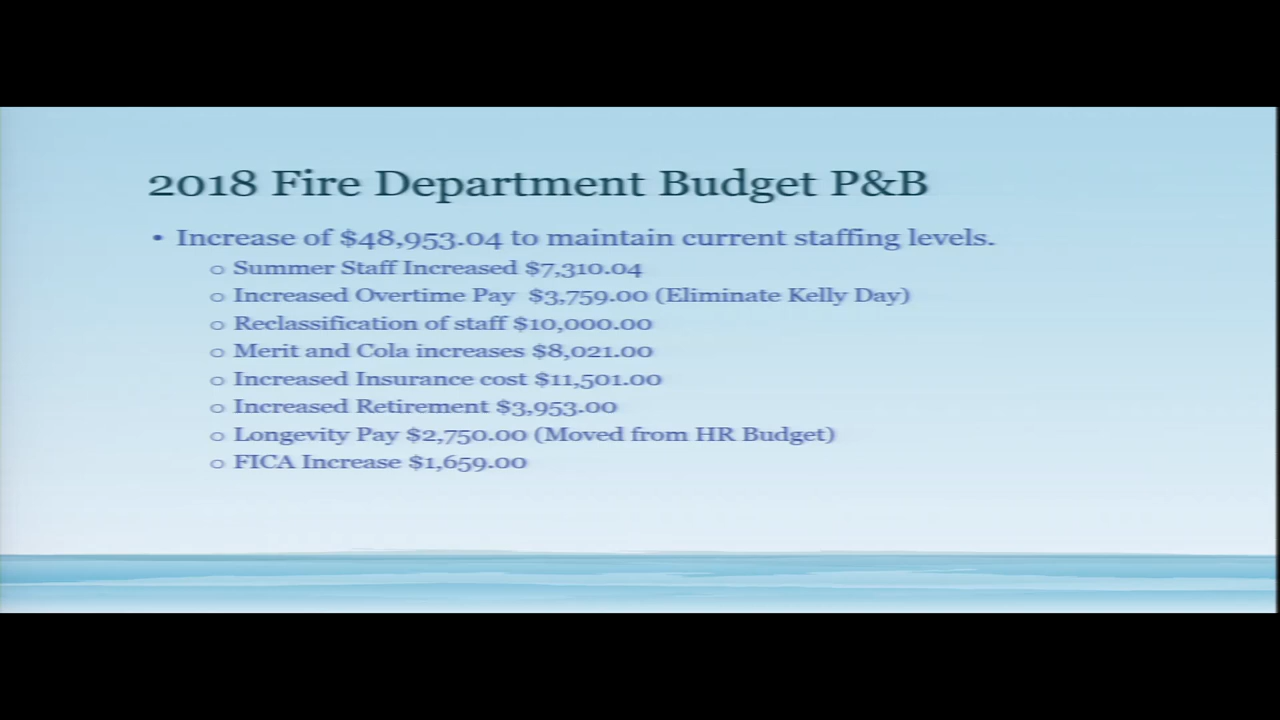 2018 Fire Department Budget P&B
• Increase of $48,953.04 to maintain current staffing levels.
o Summer Staff Increased $7,310.04
o Increased Overtime Pay $3,759.00 (Eliminate Kelly Day)
o Reclassification of staff $10,000.00
o Merit and Cola increases $8,021.00
o Increased Insurance cost $11,501.00
o Increased Retirement $3,953.00
o Longevity Pay $2,750.00 (Moved from HR Budget)
o FICA Increase $1,659.00